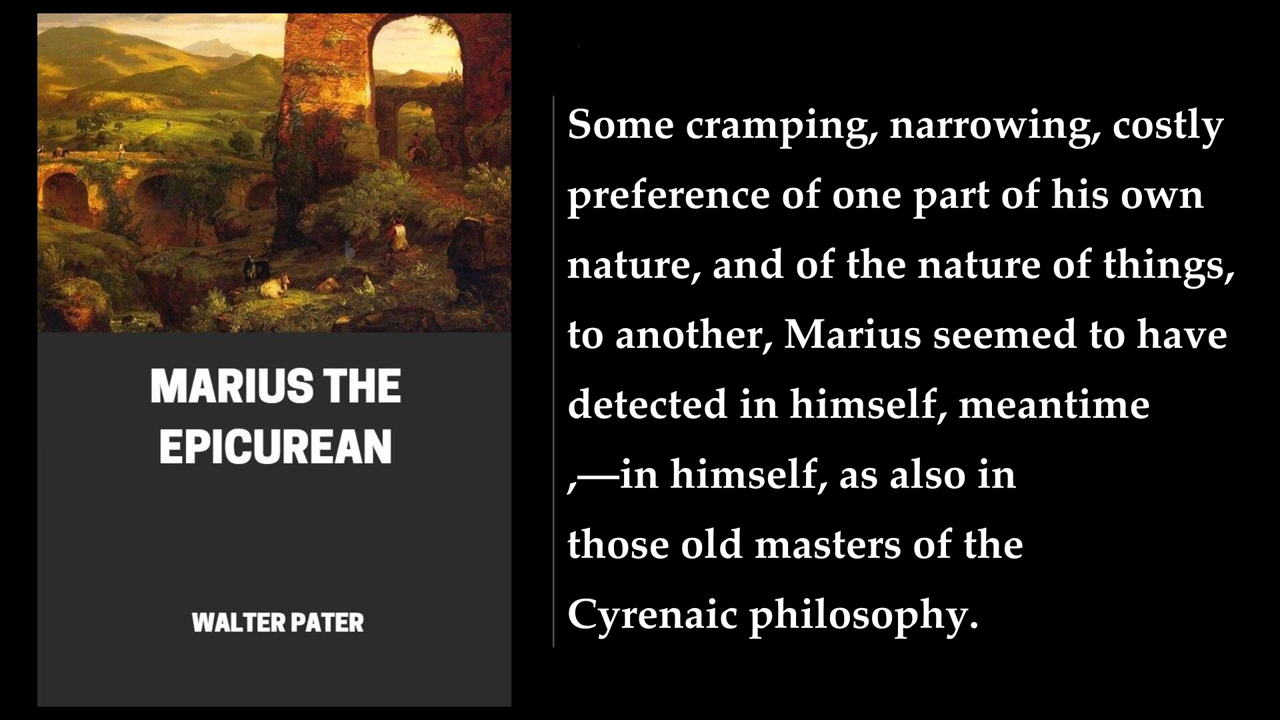 MARIUS THE
EPICUREAN
WALTER PATER
Some cramping, narrowing, costly
preference of one part of his own
nature, and of the nature of things,
to another, Marius seemed to have
detected in himself, meantime
,—in himself, as also in
those old masters of the
Cyrenaic philosophy.